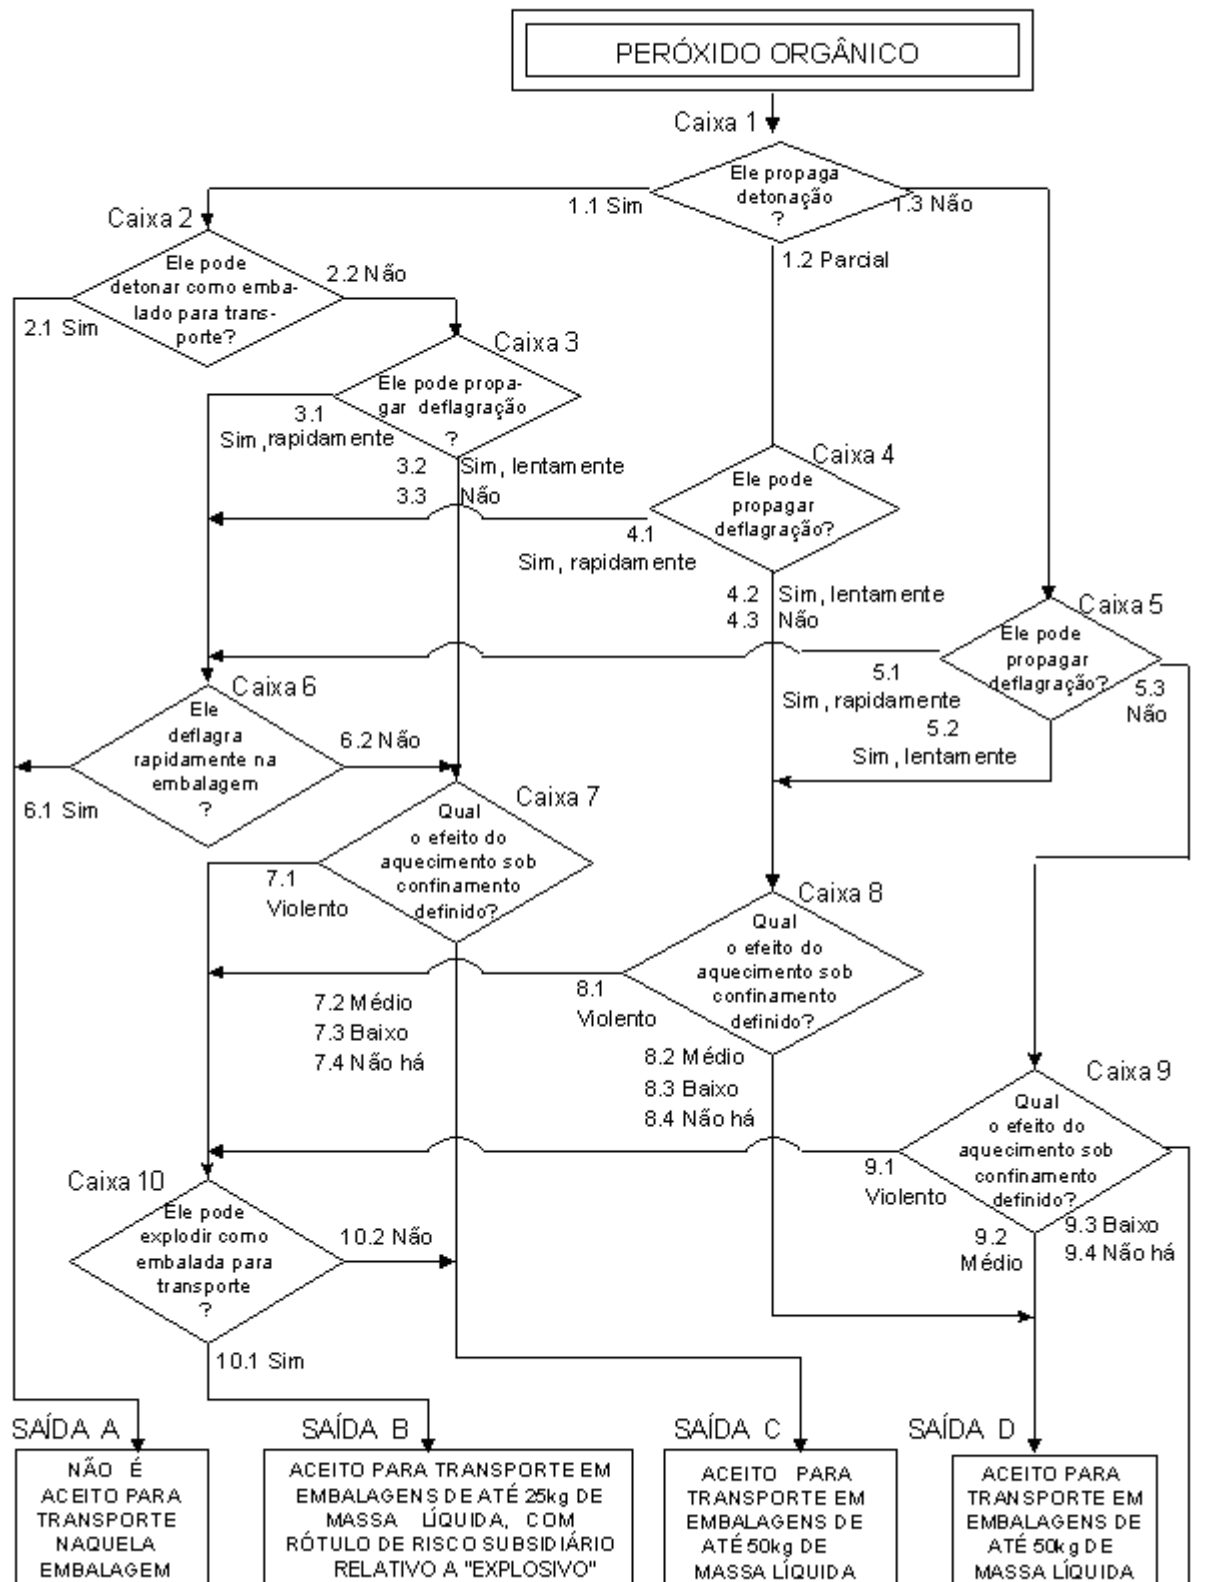 PERÓXIDO ORGÂNICO
Caixa 1
Ele propaga
detonação
?
1.1 Sim
1.3 Não
1.2 Parcial
Caixa 2
Ele pode
detonar como emba-
lado para trans-
porte?
2.2 Não
2.1 Sim
Caixa 3
Ele pode propa-
gar deflagração
?
3.1
Sim, rapidamente
3.2 Sim, lentamente
3.3 Não
Caixa 4
Ele pode
propagar
deflagração?
4.1
Sim, rapidamente
4.2 Sim, lentamente
4.3 Não
Caixa 5
Ele pode
propagar
deflagração?
5.1
Sim, rapidamente
5.2
Sim, lentamente
5.3
Não
Caixa 6
Ele
deflagra
rapidamente na
embalagem
?
6.2 Não
6.1 Sim
Caixa 7
Qual
o efeito do
aquecimento sob
confinamento
definido?
7.1
Violento
7.2 Médio
7.3 Baixo
7.4 Não há
Caixa 8
Qual
o efeito do
aquecimento sob
confinamento
definido?
8.1
Violento
8.2 Médio
8.3 Baixo
8.4 Não há
Caixa 9
Qual
o efeito do
aquecimento sob
confinamento
definido?
9.1
Violento
9.2
Médio
9.3 Baixo
9.4 Não há
Caixa 10
Ele pode
explodir como
embalada para
transporte
?
10.2 Não
10.1 Sim
SAÍDA A
NÃO É
ACEITO PARA
TRANSPORTE
NAQUELA
EMBALAGEM
SAÍDA B
ACEITO PARA TRANSPORTE EM
EMBALAGENS DE ATÉ 25kg DE
MASSA LÍQUIDA, COM
RÓTULO DE RISCO SUBSIDIÁRIO
RELATIVO A "EXPLOSIVO"
SAÍDA C
ACEITO PARA
TRANSPORTE EM
EMBALAGENS DE
ATÉ 50kg DE
MASSA LÍQUIDA
SAÍDA D
ACEITO PARA
TRANSPORTE EM
EMBALAGENS DE
ATÉ 50kg DE
MASSA LÍQUIDA